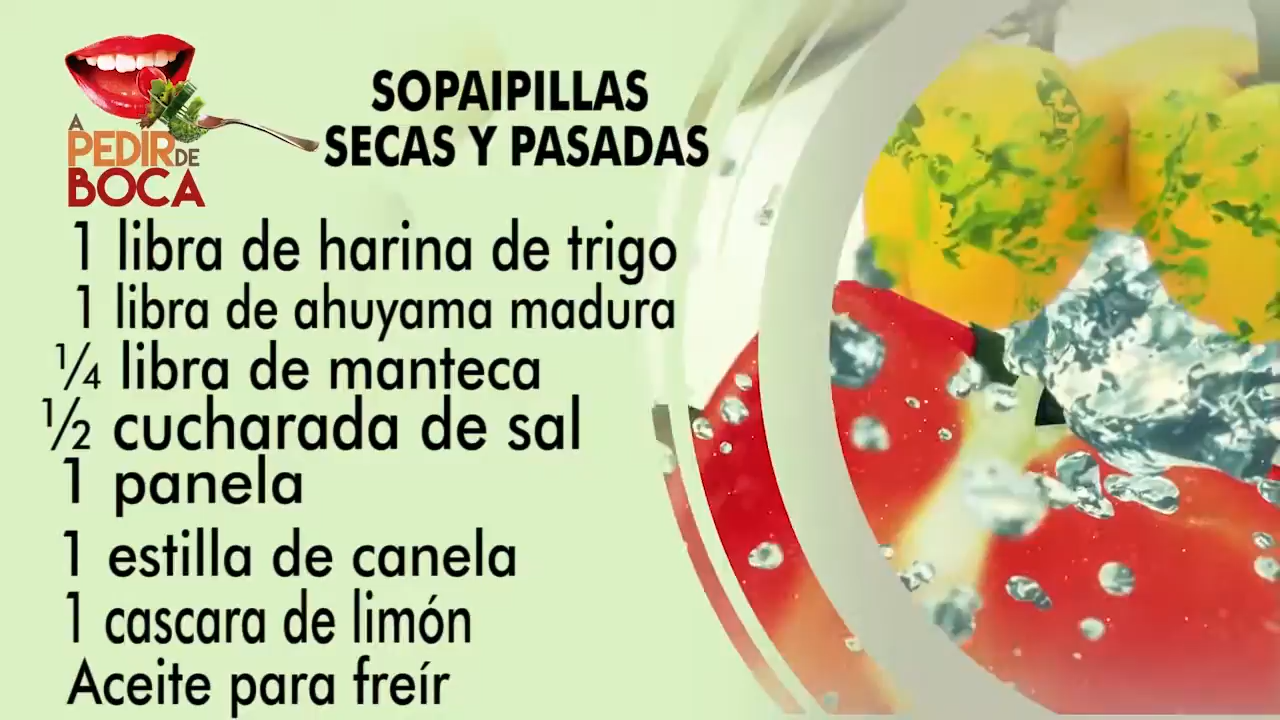 A
PEDIR DE
BOCA
SOPAIPILLAS
SECAS Y PASADAS
1 libra de harina de trigo
1 libra de ahuyama madura
¼ libra de manteca
½ cucharada de sal
1 panela
1 estilla de canela
1 cascara de limón
Aceite para freír